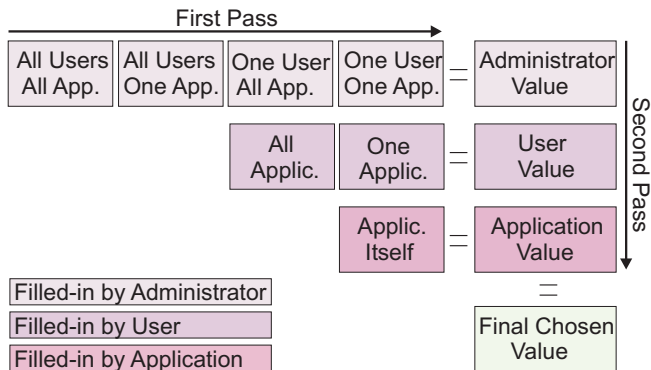 First Pass
All Users All Users One User One User Administrator
All App. One App. All App. One App. = Value
All One User
Applic. Applic. = Value
Second Pass
Applic. Application
Itself = Value
=
Filled-in by Administrator
Filled-in by User
Filled-in by Application
Final Chosen
Value